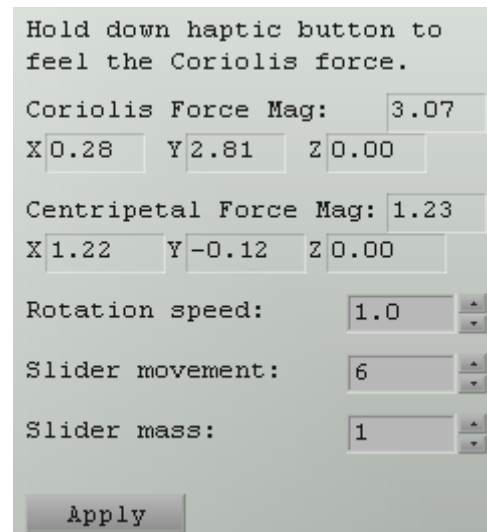 Hold down haptic button to
feel the Coriolis force.
Coriolis Force Mag: 3.07
X 0.28 Y 2.81 Z 0.00
Centripetal Force Mag: 1.23
X 1.22 Y -0.12 Z 0.00
Rotation speed: 1.0
Slider movement: 6
Slider mass: 1
Apply